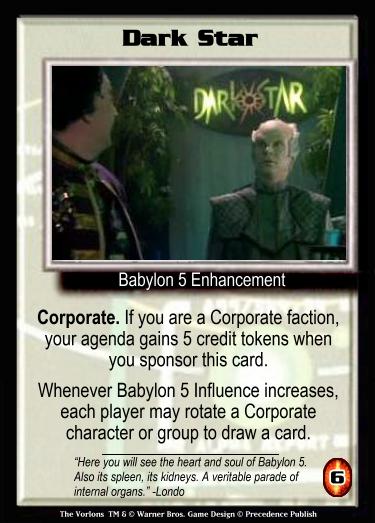 Dark Star
DARK STAR
Babylon 5 Enhancement
Corporate. If you are a Corporate faction,
your agenda gains 5 credit tokens when
you sponsor this card.
Whenever Babylon 5 Influence increases,
each player may rotate a Corporate
character or group to draw a card.
"Here you will see the heart and soul of Babylon 5.
Also its spleen, its kidneys. A veritable parade of
internal organs." -Londo
6
The Vorlons TM & © Warner Bros. Game Design © Precedence Publish